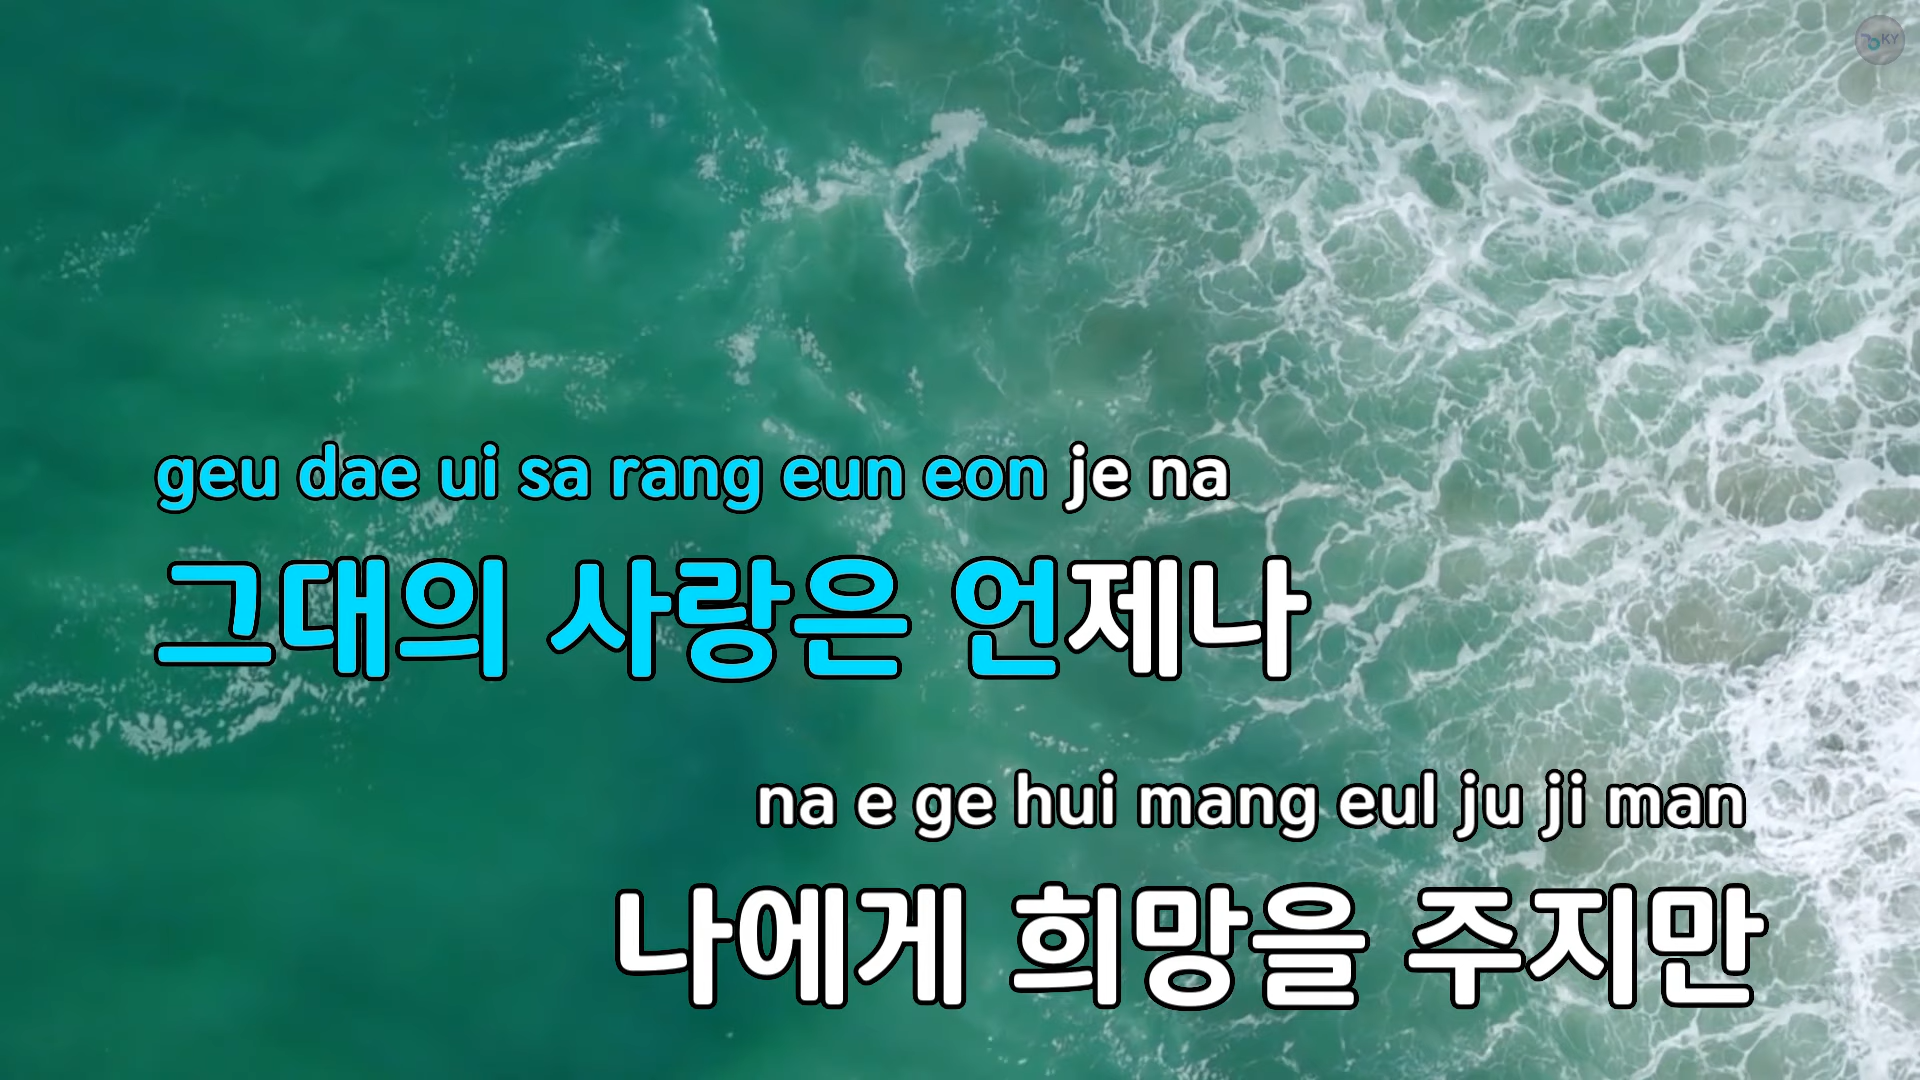 KY
geu dae ui sa rang eun eon je na
그대의 사랑은 언제나
na e ge hui mang eul ju ji man
나에게 희망을 주지만